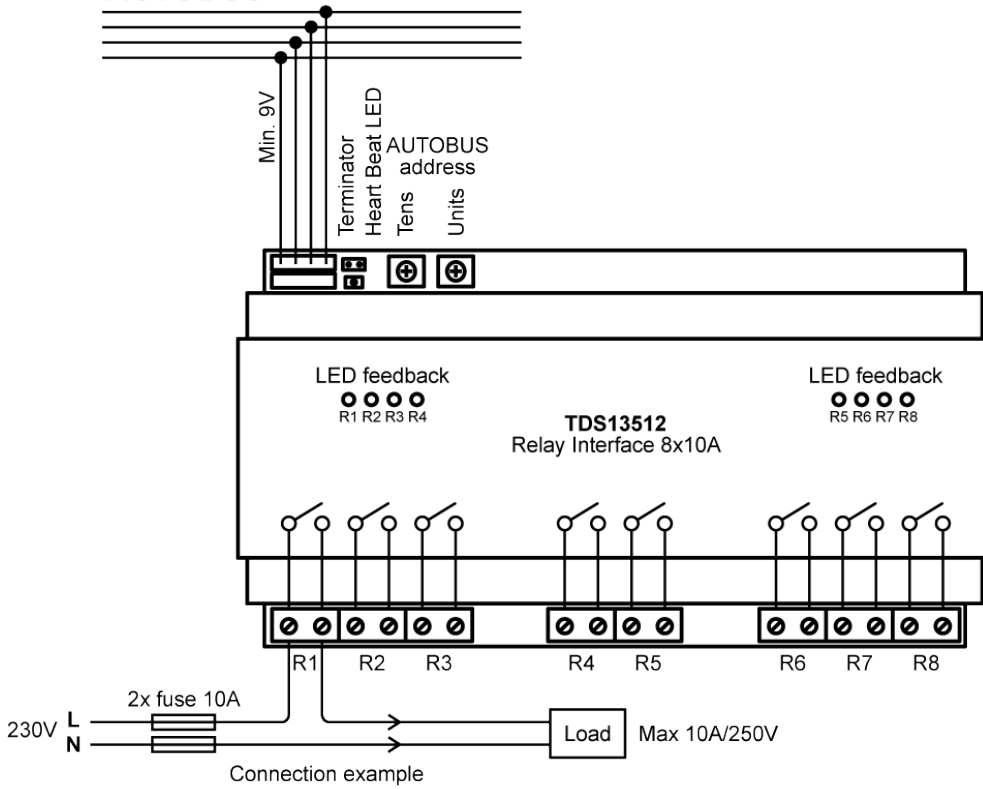 Min. 9V
Terminator
Heart Beat LED
AUTOBUS
address
Tens
Units
LED feedback
R1 R2 R3 R4
LED feedback
R5 R6 R7 R8
TDS13512
Relay Interface 8x10A
R1 R2 R3 R4 R5 R6 R7 R8
2x fuse 10A
230V L
N
Load
Max 10A/250V
Connection example